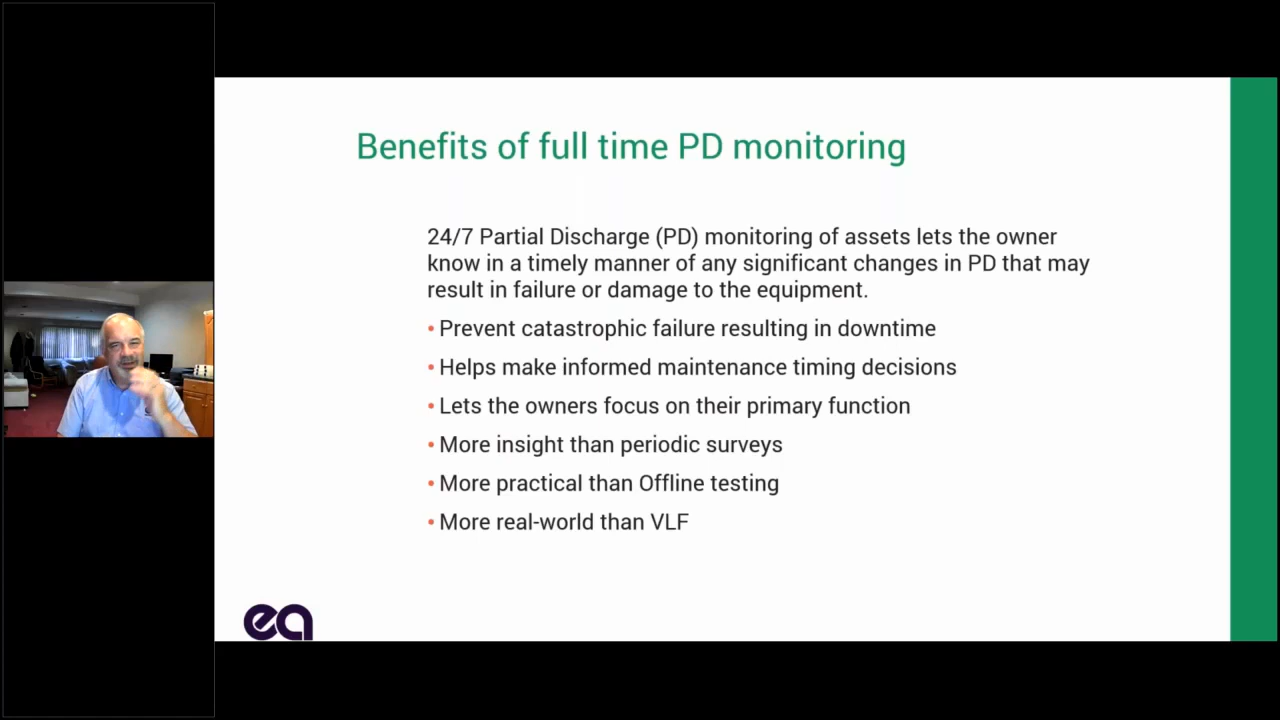 Benefits of full time PD monitoring
24/7 Partial Discharge (PD) monitoring of assets lets the owner
know in a timely manner of any significant changes in PD that may
result in failure or damage to the equipment.
• Prevent catastrophic failure resulting in downtime
• Helps make informed maintenance timing decisions
• Lets the owners focus on their primary function
• More insight than periodic surveys
• More practical than Offline testing
• More real-world than VLF
ea